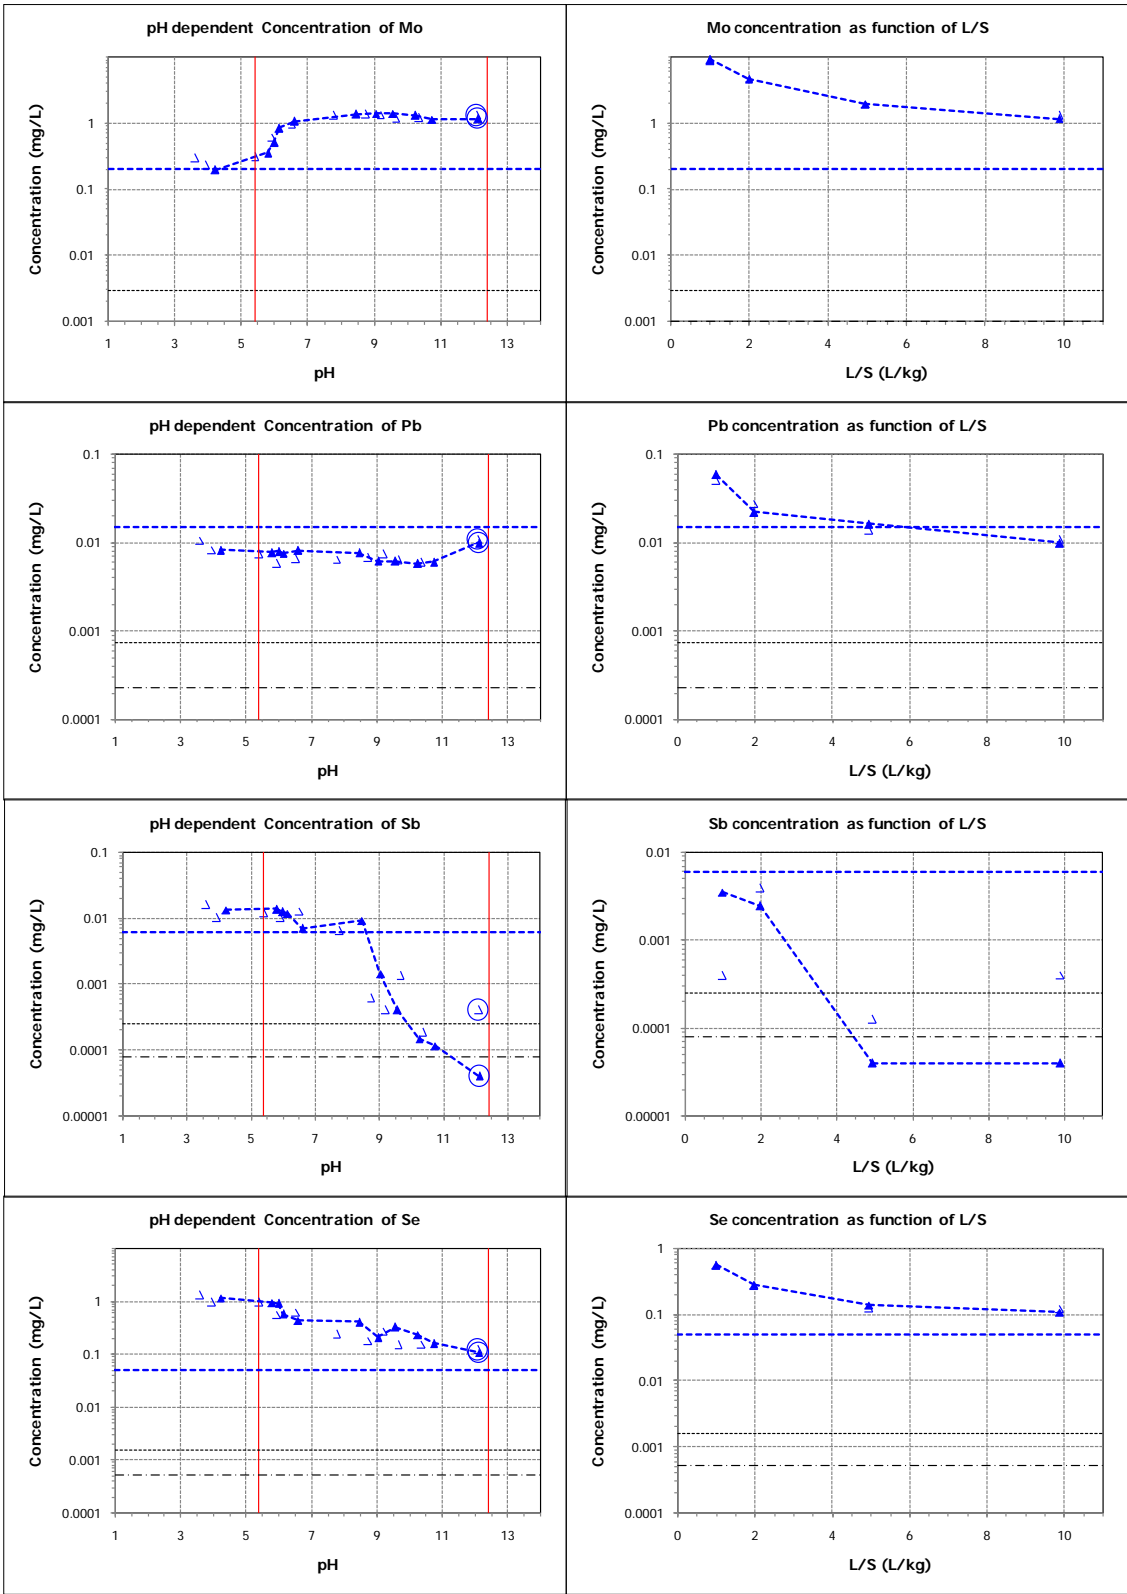 pH dependent Concentration of Mo
Concentration (mg/L)
1
0.1
0.01
0.001
1 3 5 7 9 11 13
pH
Mo concentration as function of L/S
Concentration (mg/L)
1
0.1
0.01
0.001
0 2 4 6 8 10
L/S (L/kg)
pH dependent Concentration of Pb
Concentration (mg/L)
0.1
0.01
0.001
0.0001
1 3 5 7 9 11 13
pH
Pb concentration as function of L/S
Concentration (mg/L)
0.1
0.01
0.001
0.0001
0 2 4 6 8 10
L/S (L/kg)
pH dependent Concentration of Sb
Concentration (mg/L)
0.1
0.01
0.001
0.0001
0.00001
1 3 5 7 9 11 13
pH
Sb concentration as function of L/S
Concentration (mg/L)
0.01
0.001
0.0001
0.00001
0 2 4 6 8 10
L/S (L/kg)
pH dependent Concentration of Se
Concentration (mg/L)
1
0.1
0.01
0.001
0.0001
1 3 5 7 9 11 13
pH
Se concentration as function of L/S
Concentration (mg/L)
1
0.1
0.01
0.001
0.0001
0 2 4 6 8 10
L/S (L/kg)